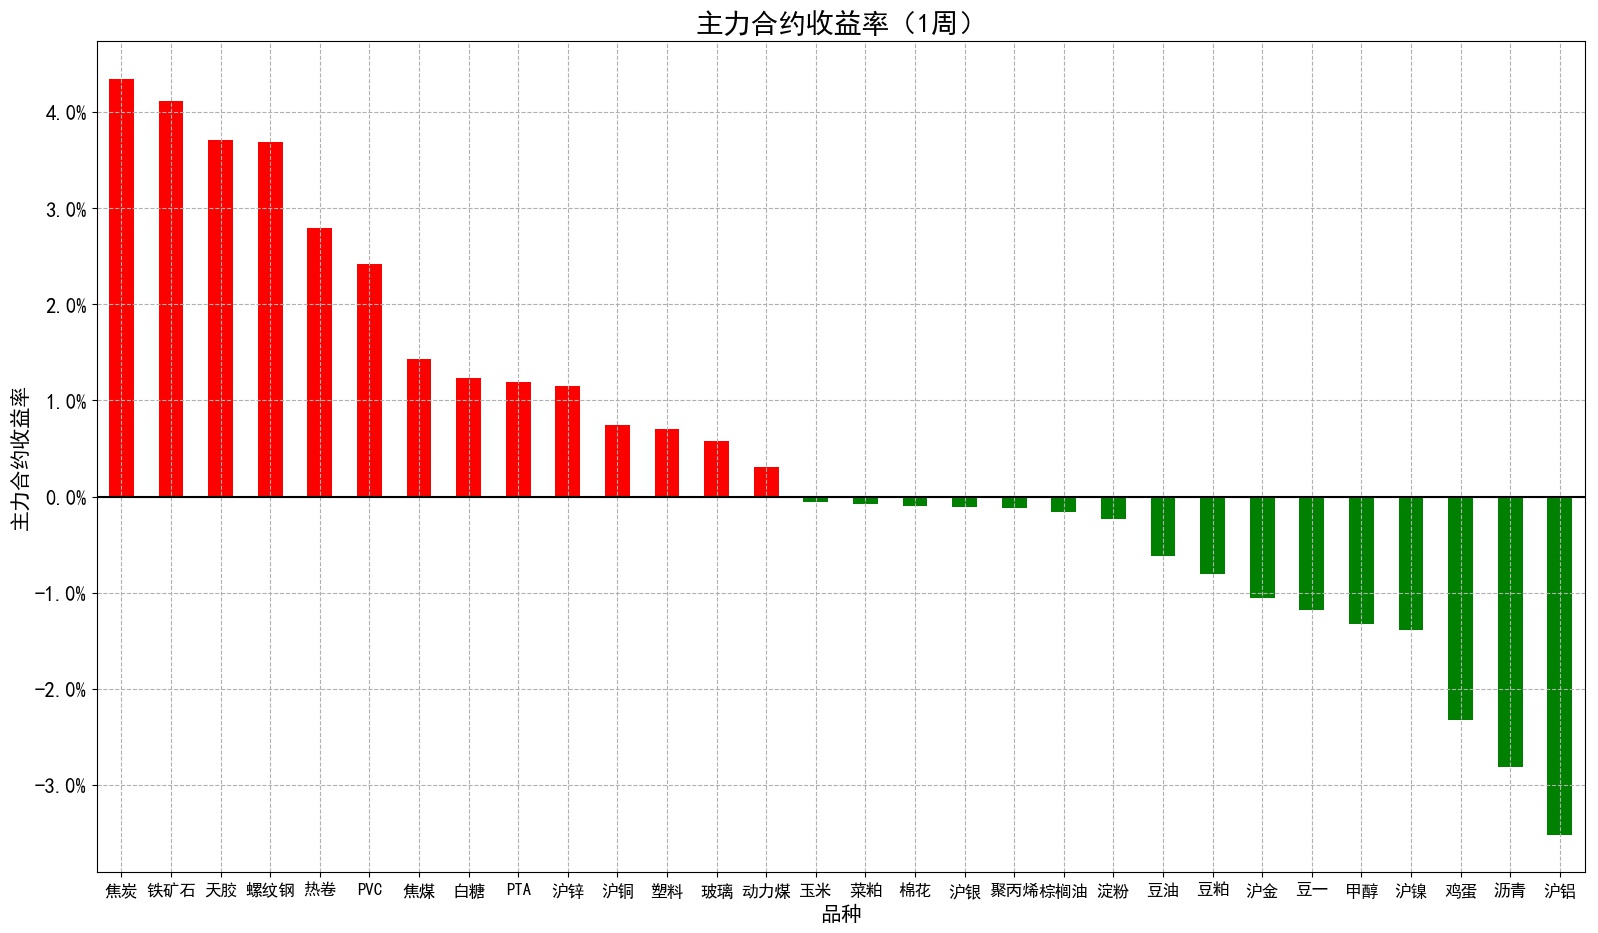 主力合约收益率（1周）
主力合约收益率
4.0%
3.0%
2.0%
1.0%
0.0%
-1.0%
-2.0%
-3.0%
焦炭 铁矿石 天胶 螺纹钢 热卷 PVC 焦煤 白糖 PTA 沪锌 沪铜 塑料 玻璃 动力煤 玉米 菜粕 棉花 沪银 聚丙烯 棕榈油 淀粉 豆油 豆粕 沪金 豆一 甲醇 沪镍 鸡蛋 沥青 沪铝
品种